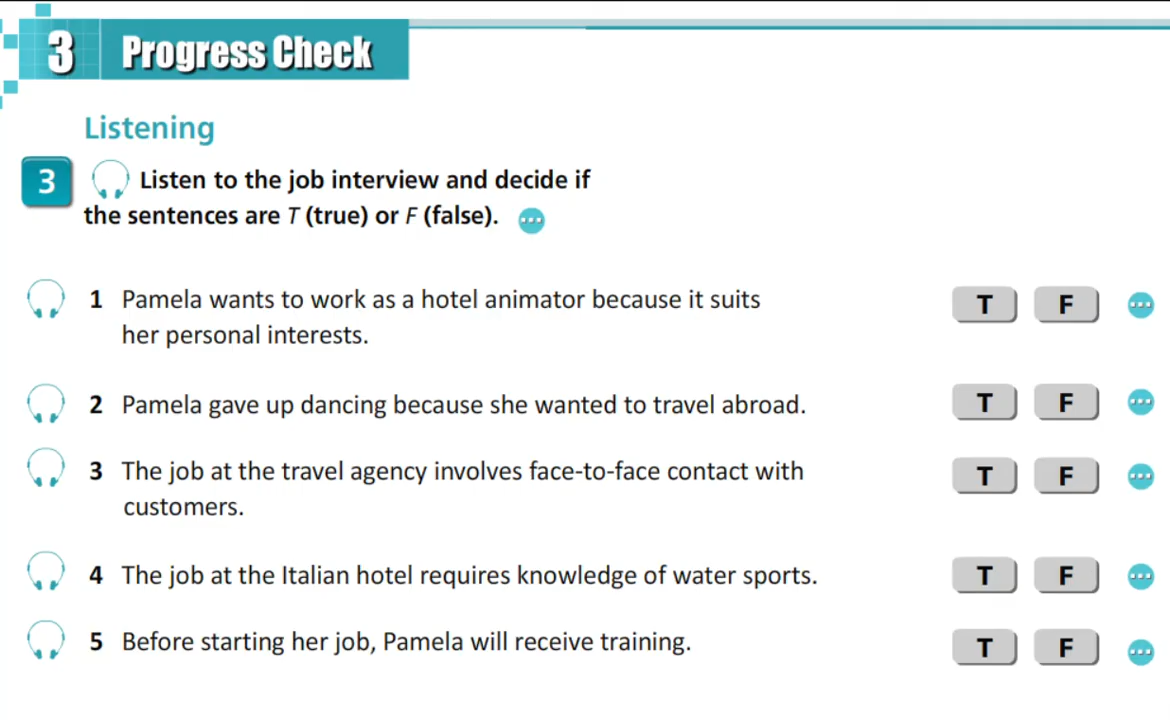 3 Progress Check
Listening
3 Listen to the job interview and decide if
the sentences are T (true) or F (false).
1 Pamela wants to work as a hotel animator because it suits
her personal interests.
T F
2 Pamela gave up dancing because she wanted to travel abroad.
T F
3 The job at the travel agency involves face-to-face contact with
customers.
T F
4 The job at the Italian hotel requires knowledge of water sports.
T F
5 Before starting her job, Pamela will receive training.
T F